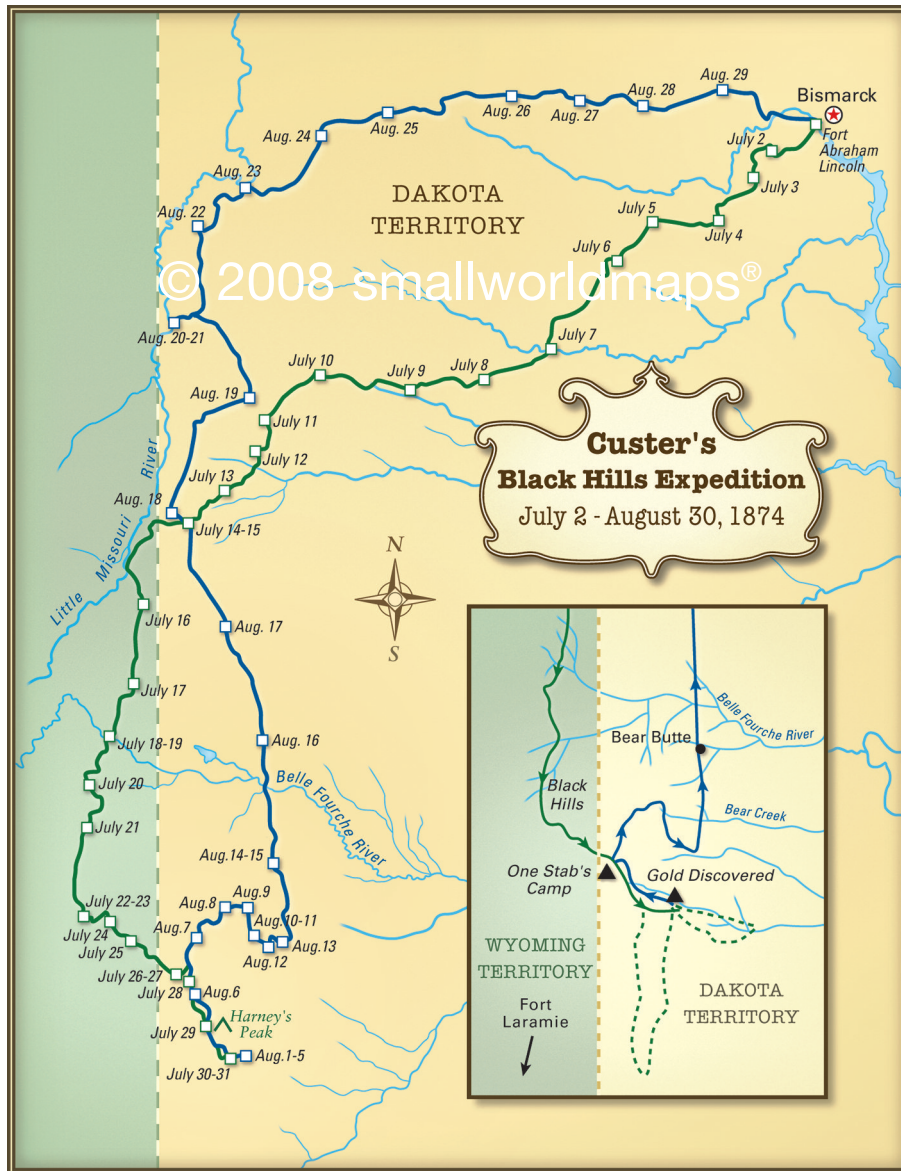 Aug. 29
Aug. 28
Aug. 26
Aug. 27
Aug. 25
Aug. 24
Bismarck
Fort
Abraham
Lincoln
July 2
July 3
Aug. 23
DAKOTA
TERRITORY
July 5
July 4
Aug. 22
July 6
© 2008 smallworldmaps®
Aug. 20-21
July 7
July 10
July 9
July 8
Aug. 19
July 11
July 12
July 13
Aug. 18
July 14-15
Little Missouri River
Custer's
Black Hills Expedition
July 2 - August 30, 1874
N
S
July 16
Aug. 17
July 17
July 18-19
Aug. 16
July 20
Belle Fourche River
July 21
Aug.14-15
July 22-23
July 24
July 25
Aug.8
Aug.9
Aug.7
Aug.10-11
Aug.12
Aug.13
July 26-27
July 28
Aug.6
July 29
Harney's
Peak
July 30-31
Aug.1-5
Belle Fourche River
Bear Butte
Black
Hills
Bear Creek
One Stab's
Camp
Gold Discovered
WYOMING
TERRITORY
DAKOTA
TERRITORY
Fort
Laramie